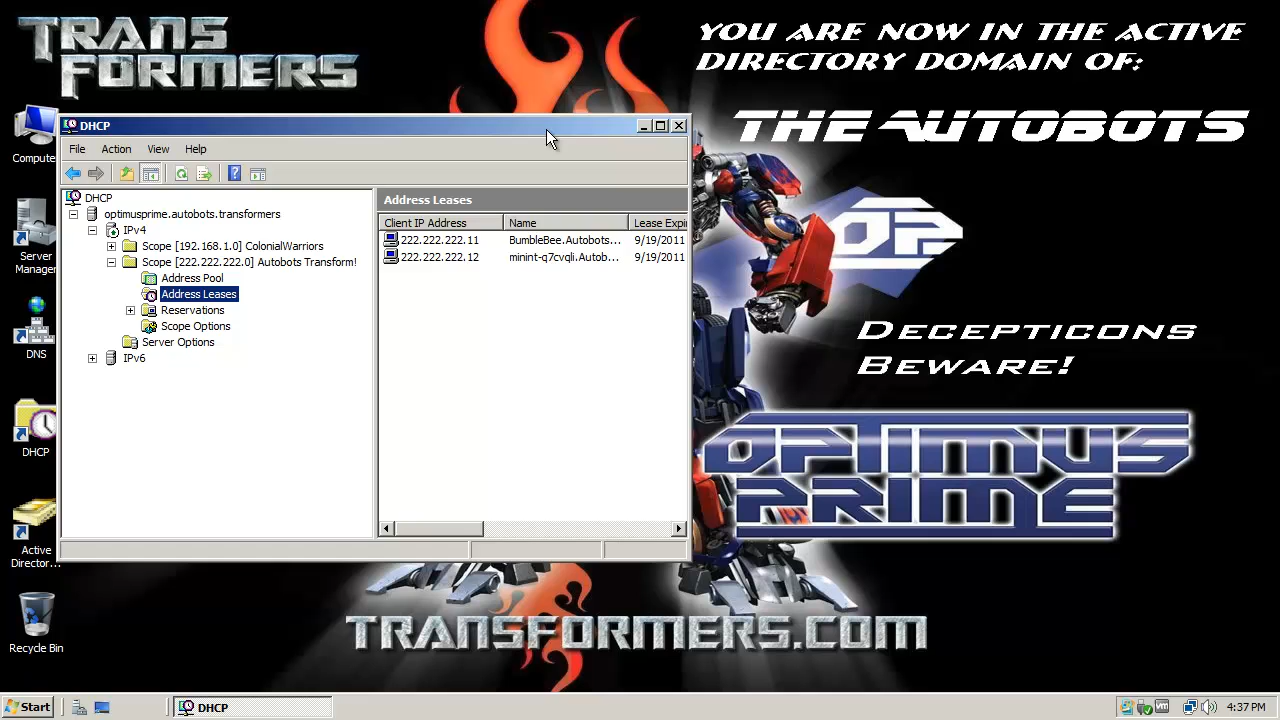 TRANS
FORMERS
YOU ARE NOW IN THE ACTIVE
DIRECTORY DOMAIN OF:
THE AUTOBOTS
OP
DECEPTICONS
BEWARE!
OPTIMUS
PRIME
TRANSFORMERS.COM
Compute
Server
Manager
DNS
DHCP
Active
Director...
Recycle Bin
DHCP
File Action View Help
DHCP
optimusprime.autobots.transformers
IPv4
Scope [192.168.1.0] ColonialWarriors
Scope [222.222.222.0] Autobots Transform!
Address Pool
Address Leases
Reservations
Scope Options
Server Options
IPv6
Address Leases
Client IP Address Name Lease Expi
222.222.222.11 BumbleBee.Autobots... 9/19/2011
222.222.222.12 minint-q7cvqli.Autob... 9/19/2011
Start DHCP 4:37 PM